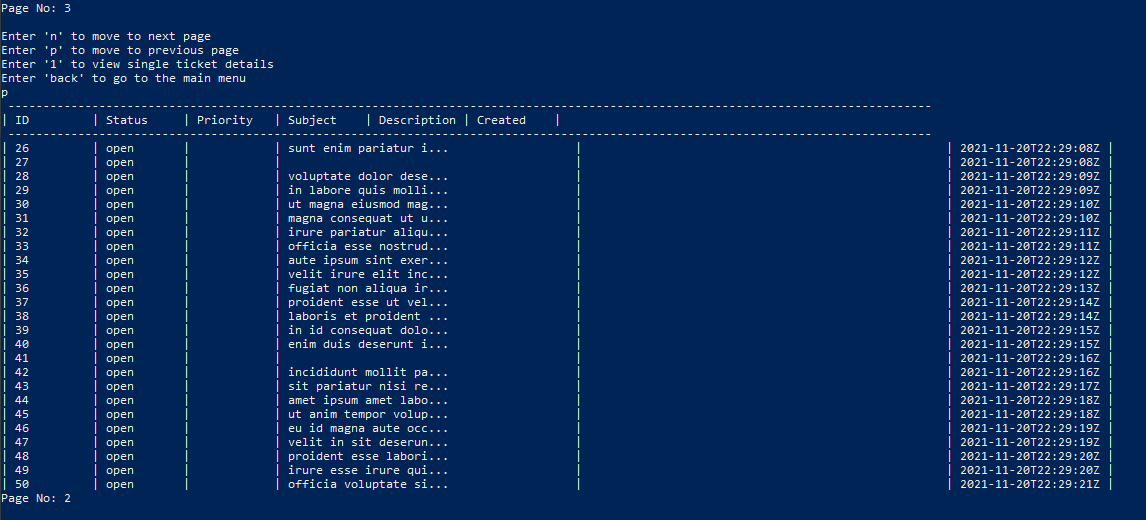 Page No: 3
Enter 'n' to move to next page
Enter 'p' to move to previous page
Enter '1' to view single ticket details
Enter 'back' to go to the main menu
p
------------------------------------------------------------------------------------------------------------------------------------
| ID | Status | Priority | Subject | Description | Created |
------------------------------------------------------------------------------------------------------------------------------------
| 26 | open | | sunt enim pariatur i... | | 2021-11-20T22:29:08Z |
| 27 | open | | | | 2021-11-20T22:29:08Z |
| 28 | open | | voluptate dolor dese... | | 2021-11-20T22:29:09Z |
| 29 | open | | in labore quis molli... | | 2021-11-20T22:29:09Z |
| 30 | open | | ut magna eiusmod mag... | | 2021-11-20T22:29:10Z |
| 31 | open | | magna consequat ut u... | | 2021-11-20T22:29:10Z |
| 32 | open | | irure pariatur aliqu... | | 2021-11-20T22:29:11Z |
| 33 | open | | officia esse nostrud... | | 2021-11-20T22:29:11Z |
| 34 | open | | aute ipsum sint exer... | | 2021-11-20T22:29:12Z |
| 35 | open | | velit irure elit inc... | | 2021-11-20T22:29:12Z |
| 36 | open | | fugiat non aliqua ir... | | 2021-11-20T22:29:13Z |
| 37 | open | | proident esse ut vel... | | 2021-11-20T22:29:14Z |
| 38 | open | | laboris et proident ... | | 2021-11-20T22:29:14Z |
| 39 | open | | in id consequat dolo... | | 2021-11-20T22:29:15Z |
| 40 | open | | enim duis deserunt i... | | 2021-11-20T22:29:15Z |
| 41 | open | | | | 2021-11-20T22:29:16Z |
| 42 | open | | incididunt mollit pa... | | 2021-11-20T22:29:16Z |
| 43 | open | | sit pariatur nisi re... | | 2021-11-20T22:29:17Z |
| 44 | open | | amet ipsum amet labo... | | 2021-11-20T22:29:18Z |
| 45 | open | | ut anim tempor volup... | | 2021-11-20T22:29:18Z |
| 46 | open | | eu id magna aute occ... | | 2021-11-20T22:29:19Z |
| 47 | open | | velit in sit deserun... | | 2021-11-20T22:29:19Z |
| 48 | open | | proident esse labori... | | 2021-11-20T22:29:20Z |
| 49 | open | | irure esse irure qui... | | 2021-11-20T22:29:20Z |
| 50 | open | | officia voluptate si... | | 2021-11-20T22:29:21Z |
Page No: 2